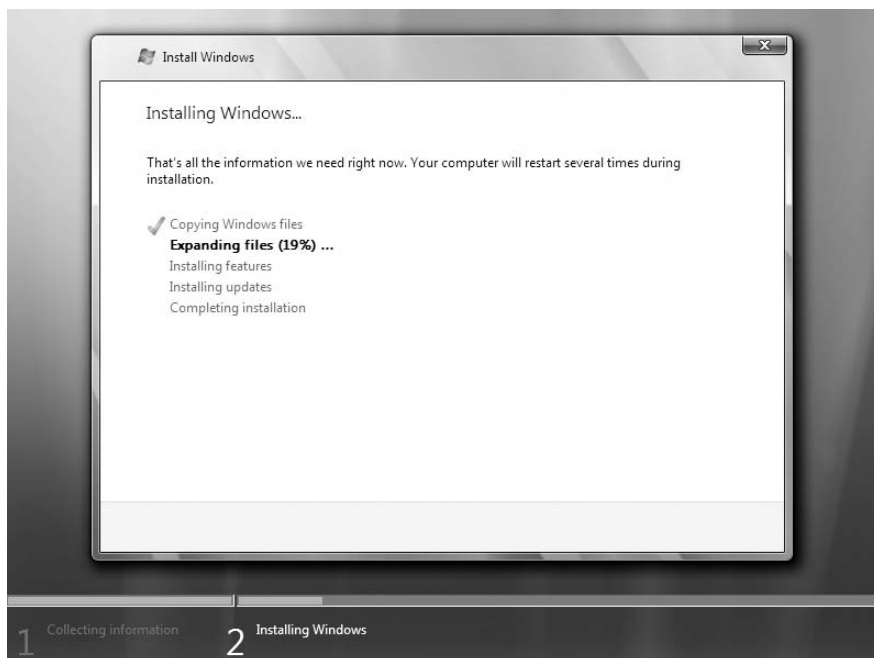 Install Windows
Installing Windows...
That's all the information we need right now. Your computer will restart several times during
installation.
Copying Windows files
Expanding files (19%) ...
Installing features
Installing updates
Completing installation
1 Collecting information
2 Installing Windows